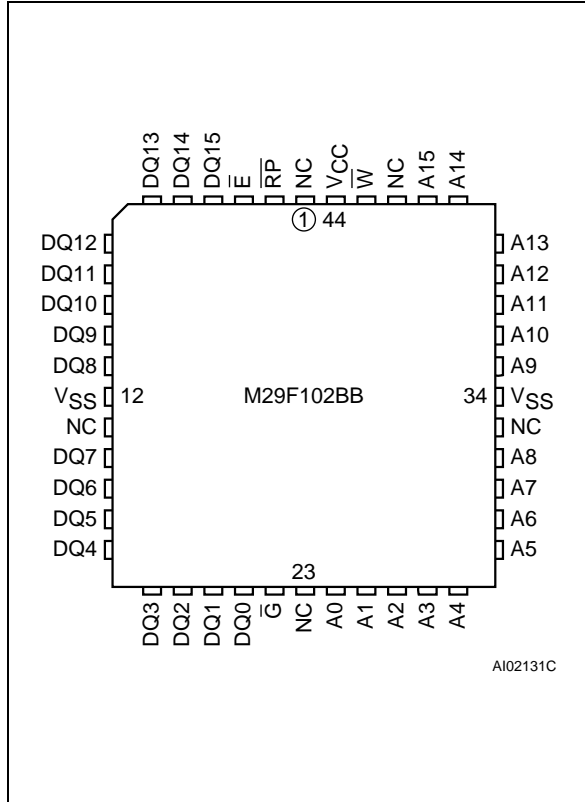 DQ13 DQ14 DQ15 E̅ R̅P̅ NC VCC W̅ NC A15 A14
1 44
DQ12 A13
DQ11 A12
DQ10 A11
DQ9 A10
DQ8 A9
VSS 12 M29F102BB 34 VSS
NC NC
DQ7 A8
DQ6 A7
DQ5 A6
DQ4 A5
23
DQ3 DQ2 DQ1 DQ0 G̅ NC A0 A1 A2 A3 A4
AI02131C